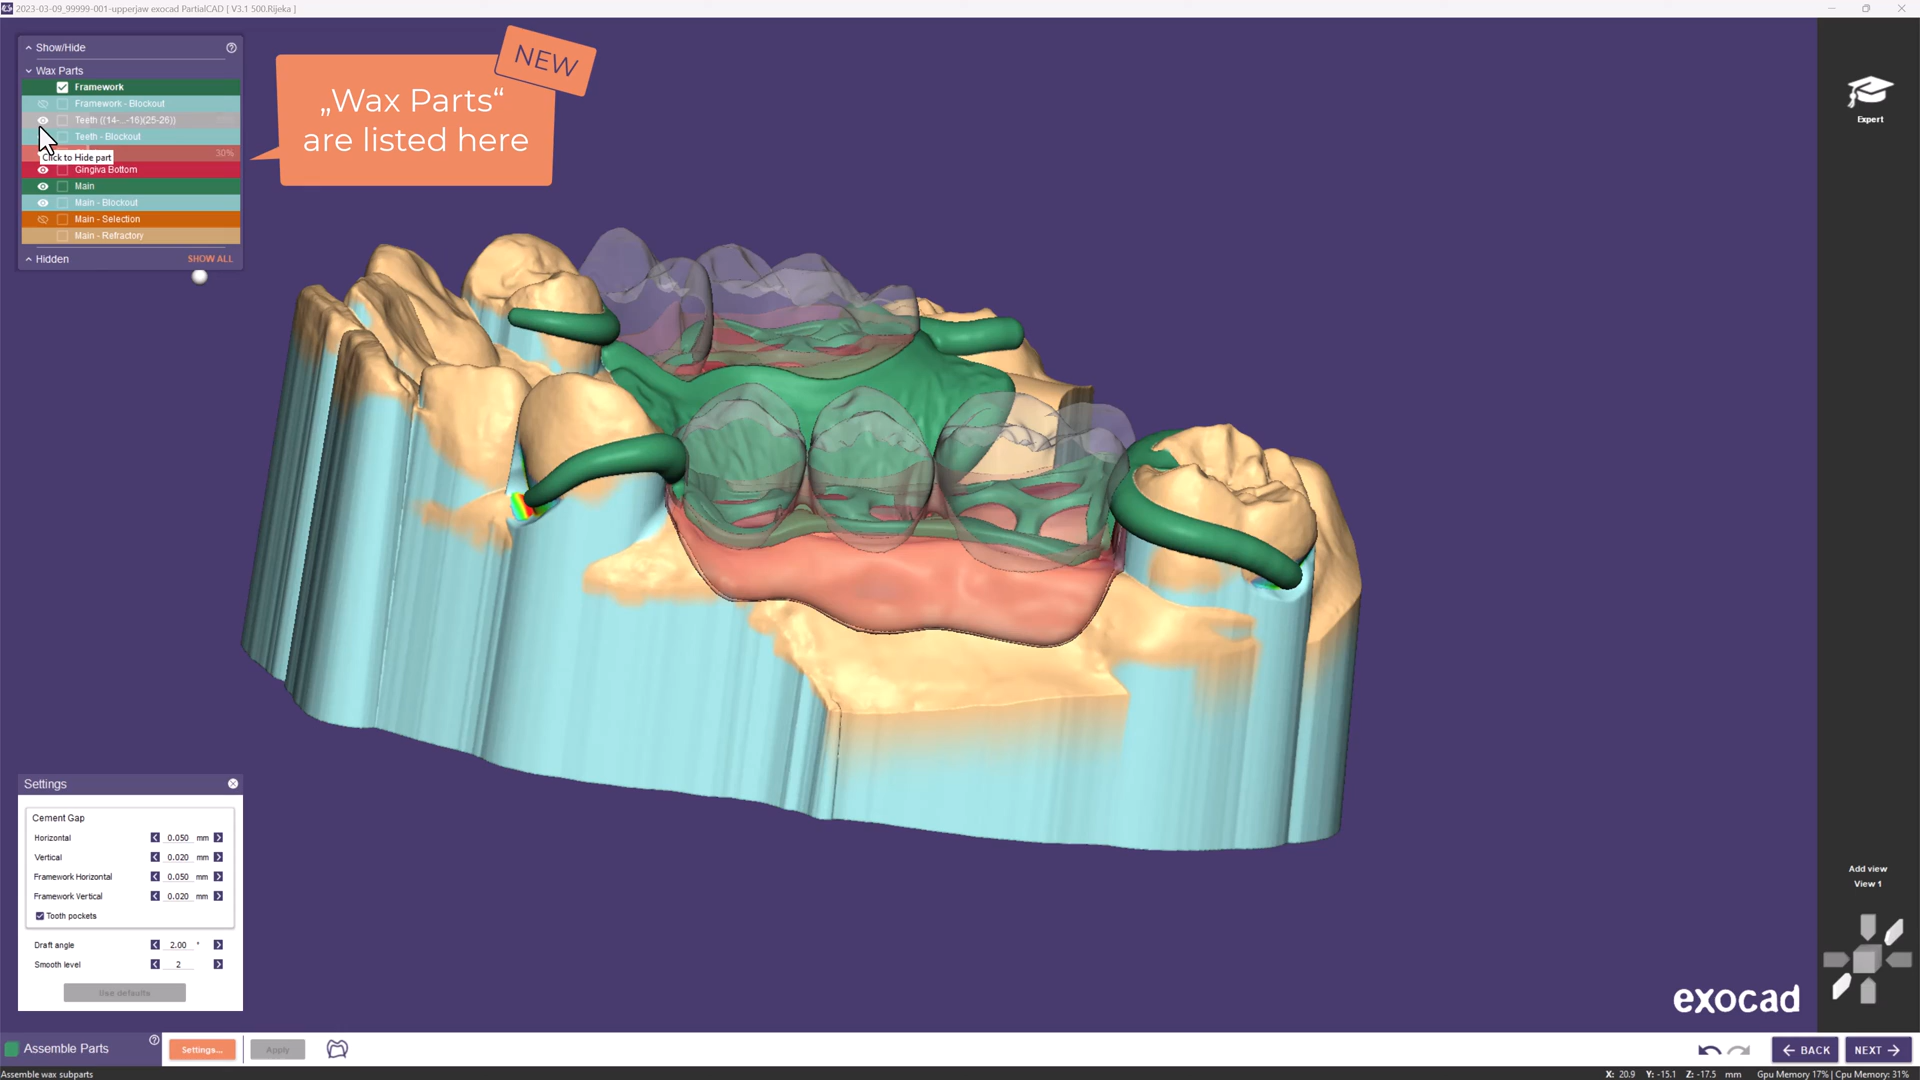 2023-03-09_99999-001-upperjaw exocad PartialCAD | V3.1 500.Rijeka ]
Show/Hide
Wax Parts
Framework
Framework - Blockout
Teeth ((14-...-16)(25-26))
Teeth - Blockout
Click to Hide part
30%
Gingiva Bottom
Main
Main - Blockout
Main - Selection
Main - Refractory
Hidden
SHOW ALL
NEW
„Wax Parts“
are listed here
Expert
Settings
Cement Gap
Horizontal 0.050 mm
Vertical 0.020 mm
Framework Horizontal 0.050 mm
Framework Vertical 0.020 mm
Tooth pockets
Draft angle 2.00 °
Smooth level 2
Use defaults
Add view
View 1
exocad
Assemble Parts
Settings...
Apply
BACK
NEXT
Assemble wax subparts
X: 20.9 Y: -15.1 Z: -17.5 mm Gpu Memory 17% | Cpu Memory: 31%